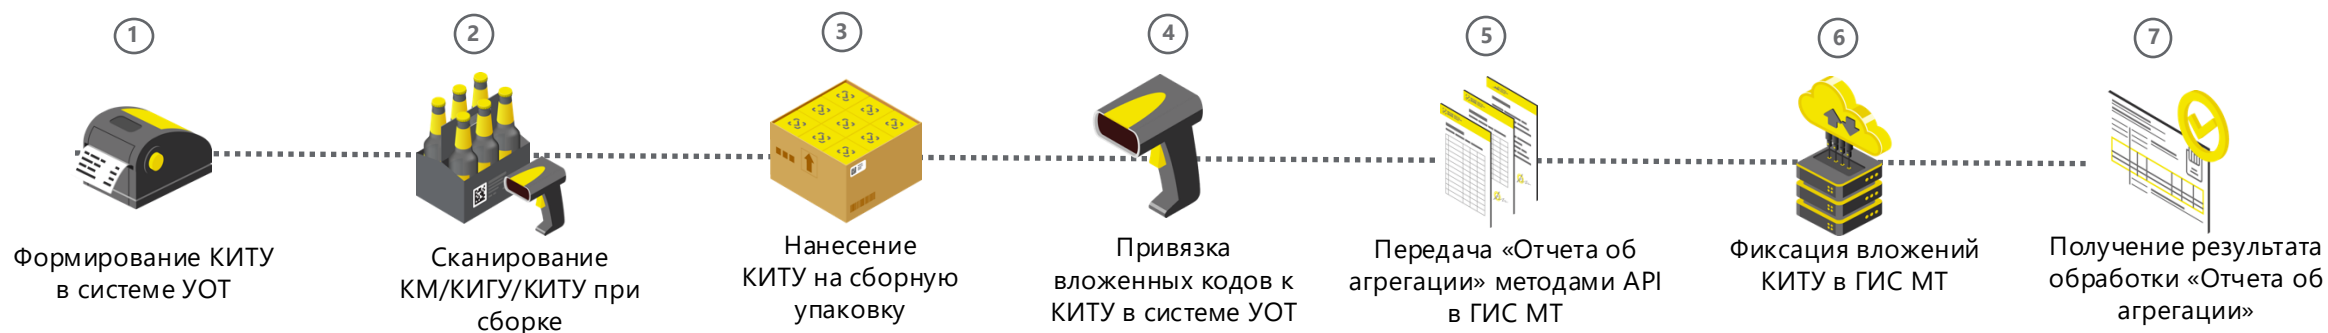 1
Формирование КИТУ
в системе УОТ
2
Сканирование
КМ/КИГУ/КИТУ при
сборке
3
Нанесение
КИТУ на сборную
упаковку
4
Привязка
вложенных кодов к
КИТУ в системе УОТ
5
Передача «Отчета об
агрегации» методами API
в ГИС МТ
6
Фиксация вложений
КИТУ в ГИС МТ
7
Получение результата
обработки «Отчета об
агрегации»